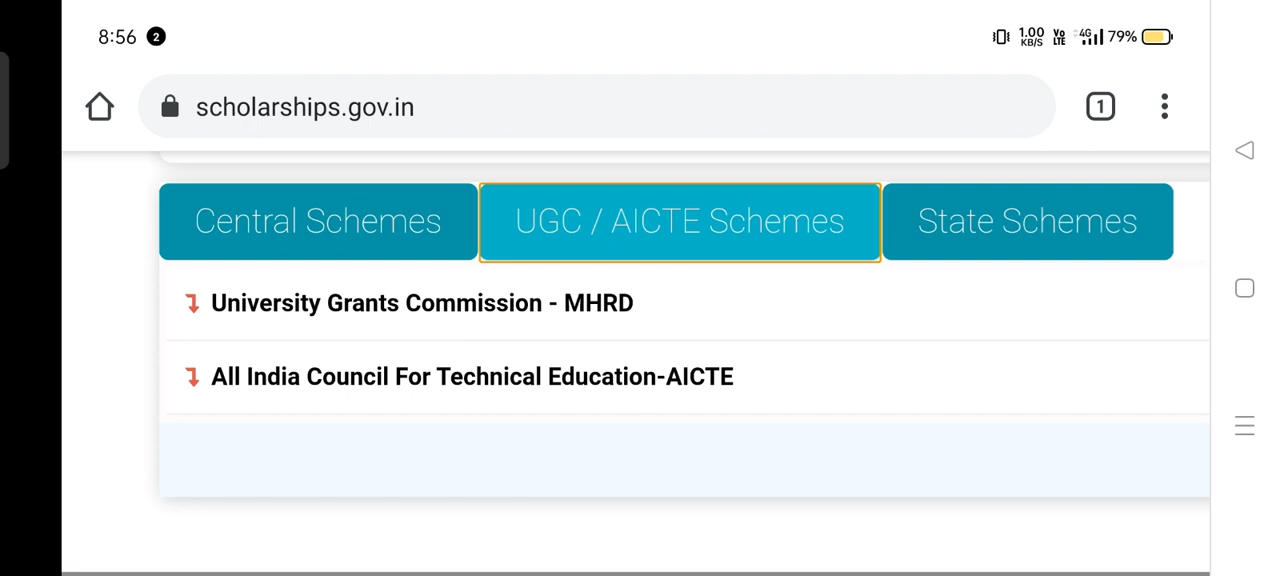 8:56 2 1.00 KB/S Vo LTE 4G 79%
scholarships.gov.in 1
Central Schemes UGC / AICTE Schemes State Schemes
University Grants Commission - MHRD
All India Council For Technical Education-AICTE